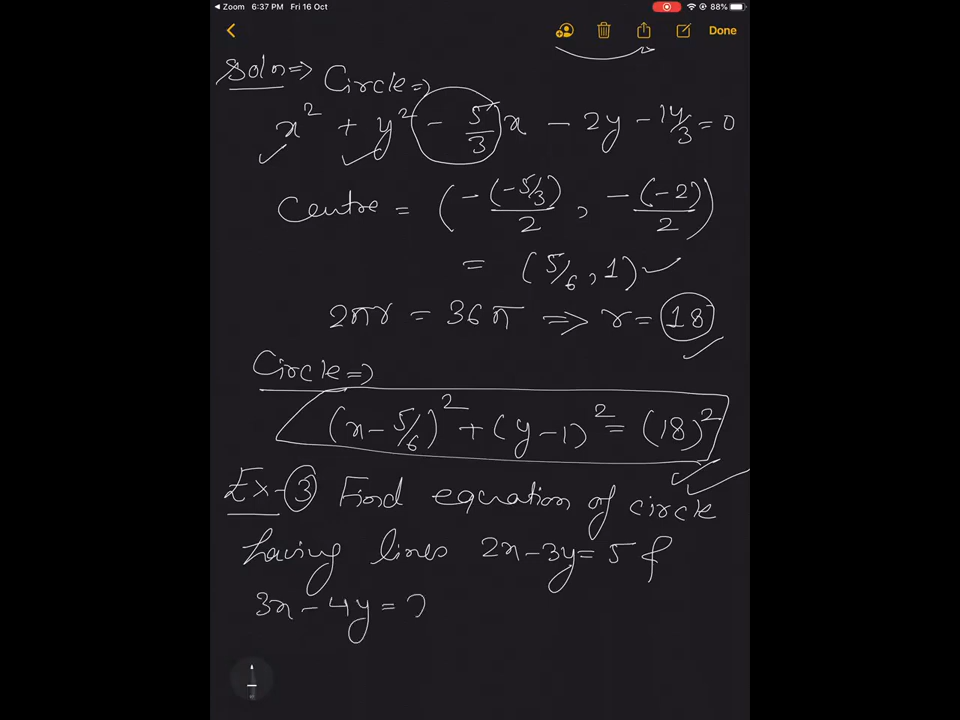 Zoom 6:37 PM Fri 16 Oct 88%
Done
Soln ⇒ Circle ⇒
x² + y² - 5/3 x - 2y - 14/3 = 0
Centre = ( -(-5/3)/2 , -(-2)/2 )
= (5/6, 1)
2πr = 36π ⇒ r = 18
Circle ⇒
(x - 5/6)² + (y - 1)² = (18)²
Ex-3 Find equation of circle
having lines 2x - 3y = 5 &
3x - 4y =